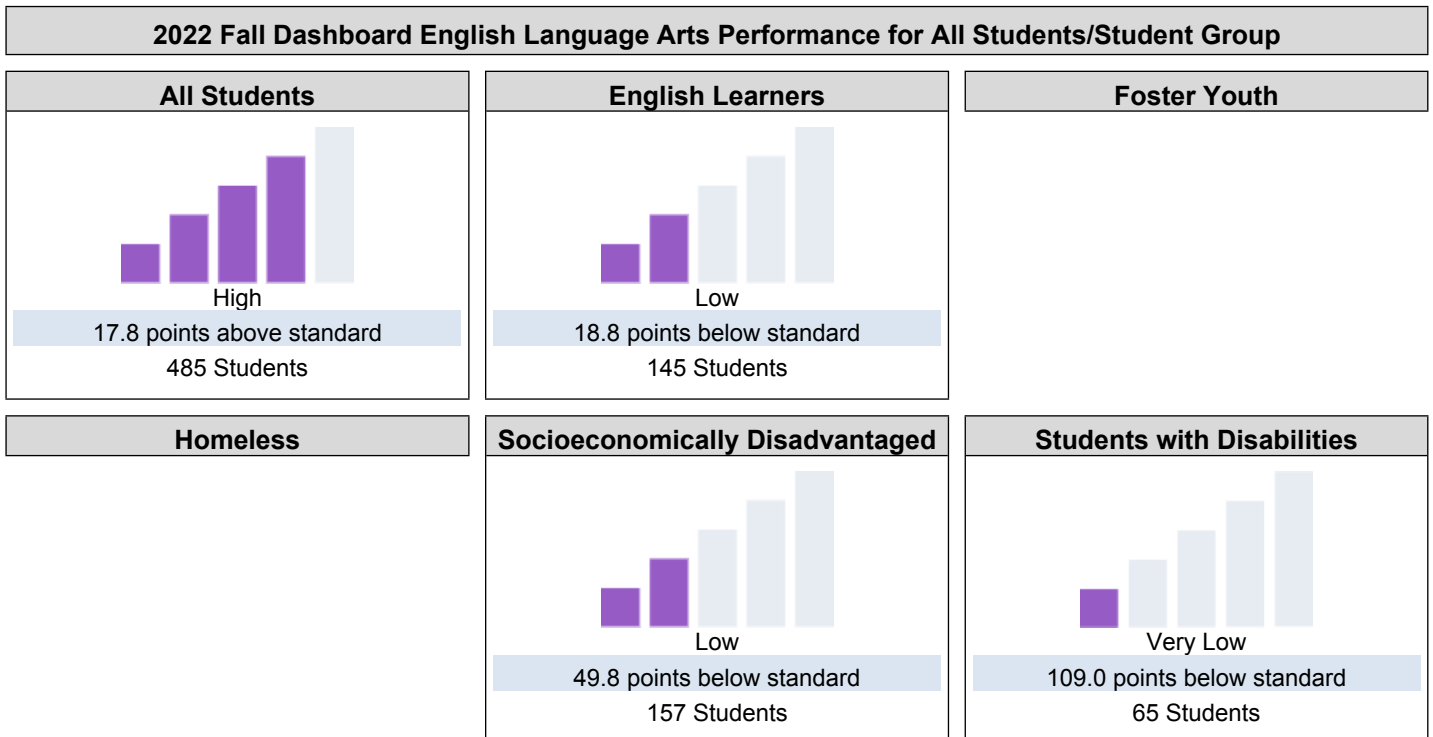 2022 Fall Dashboard English Language Arts Performance for All Students/Student Group
All Students
High
17.8 points above standard
485 Students
English Learners
Low
18.8 points below standard
145 Students
Foster Youth
Homeless
Socioeconomically Disadvantaged
Low
49.8 points below standard
157 Students
Students with Disabilities
Very Low
109.0 points below standard
65 Students